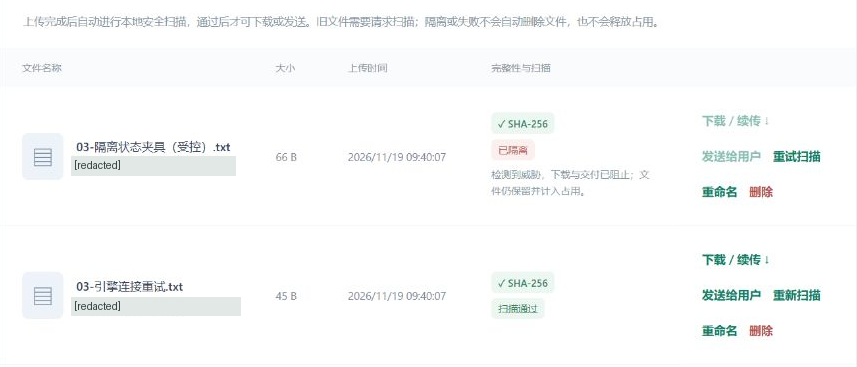 上传完成后自动进行本地安全扫描，通过后才可下载或发送。旧文件需要请求扫描；隔离或失败不会自动删除文件，也不会释放占用。
文件名称 大小 上传时间 完整性与扫描
03-隔离状态夹具（受控）.txt
[redacted]
66 B
2026/11/19 09:40:07
✓ SHA-256
已隔离
检测到威胁，下载与交付已阻止；文
件仍保留并计入占用。
下载 / 续传 ↓
发送给用户 重试扫描
重命名 删除
03-引擎连接重试.txt
[redacted]
45 B
2026/11/19 09:40:07
✓ SHA-256
扫描通过
下载 / 续传 ↓
发送给用户 重新扫描
重命名 删除